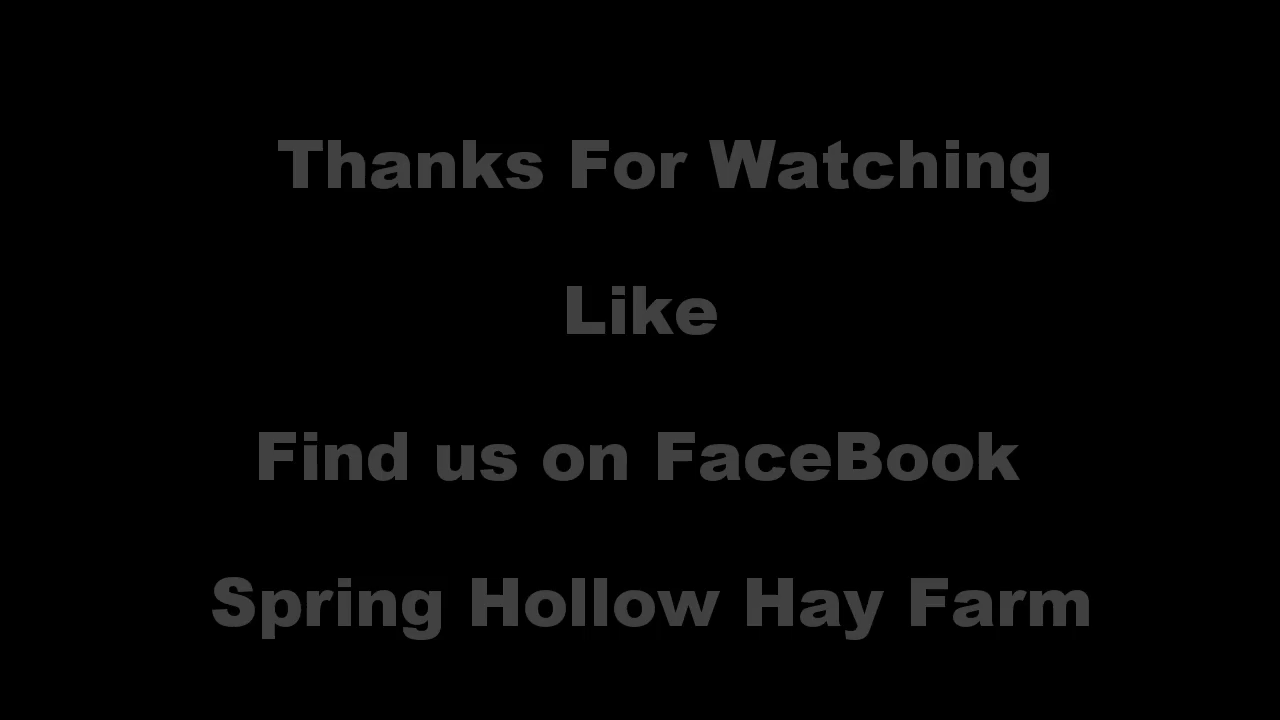 Thanks For Watching
Like
Find us on FaceBook
Spring Hollow Hay Farm